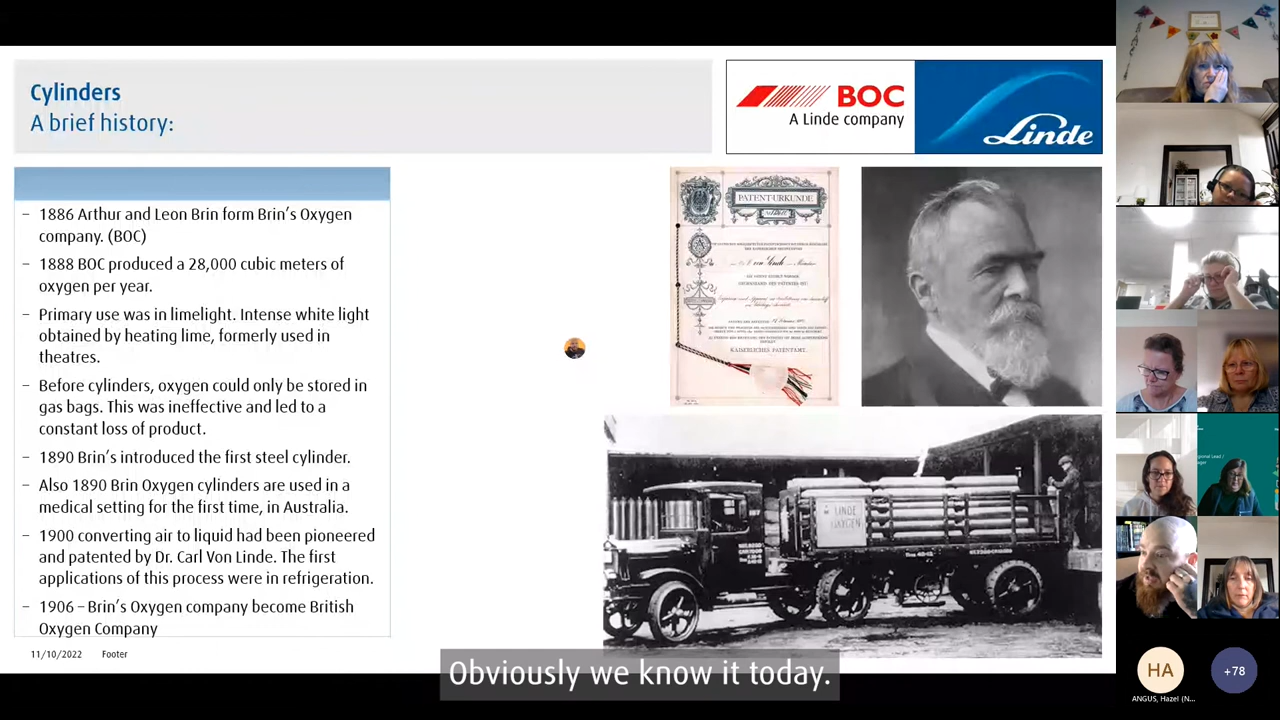 Cylinders
A brief history:
BOC
A Linde company
Linde
– 1886 Arthur and Leon Brin form Brin's Oxygen
company. (BOC)
– 1888 BOC produced a 28,000 cubic meters of
oxygen per year.
– Primary use was in limelight. Intense white light
obtained by heating lime, formerly used in
theatres.
– Before cylinders, oxygen could only be stored in
gas bags. This was ineffective and led to a
constant loss of product.
– 1890 Brin's introduced the first steel cylinder.
– Also 1890 Brin Oxygen cylinders are used in a
medical setting for the first time, in Australia.
– 1900 converting air to liquid had been pioneered
and patented by Dr. Carl Von Linde. The first
applications of this process were in refrigeration.
– 1906 – Brin's Oxygen company become British
Oxygen Company
11/10/2022 Footer
PATENT-URKUNDE
KAISERLICHES PATENTAMT.
LINDE
OXYGEN
Obviously we know it today.
HA
+78
ANGUS, Hazel (N...